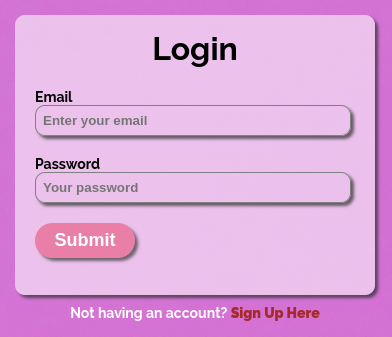 Login
Email
Enter your email
Password
Your password
Submit
Not having an account? Sign Up Here